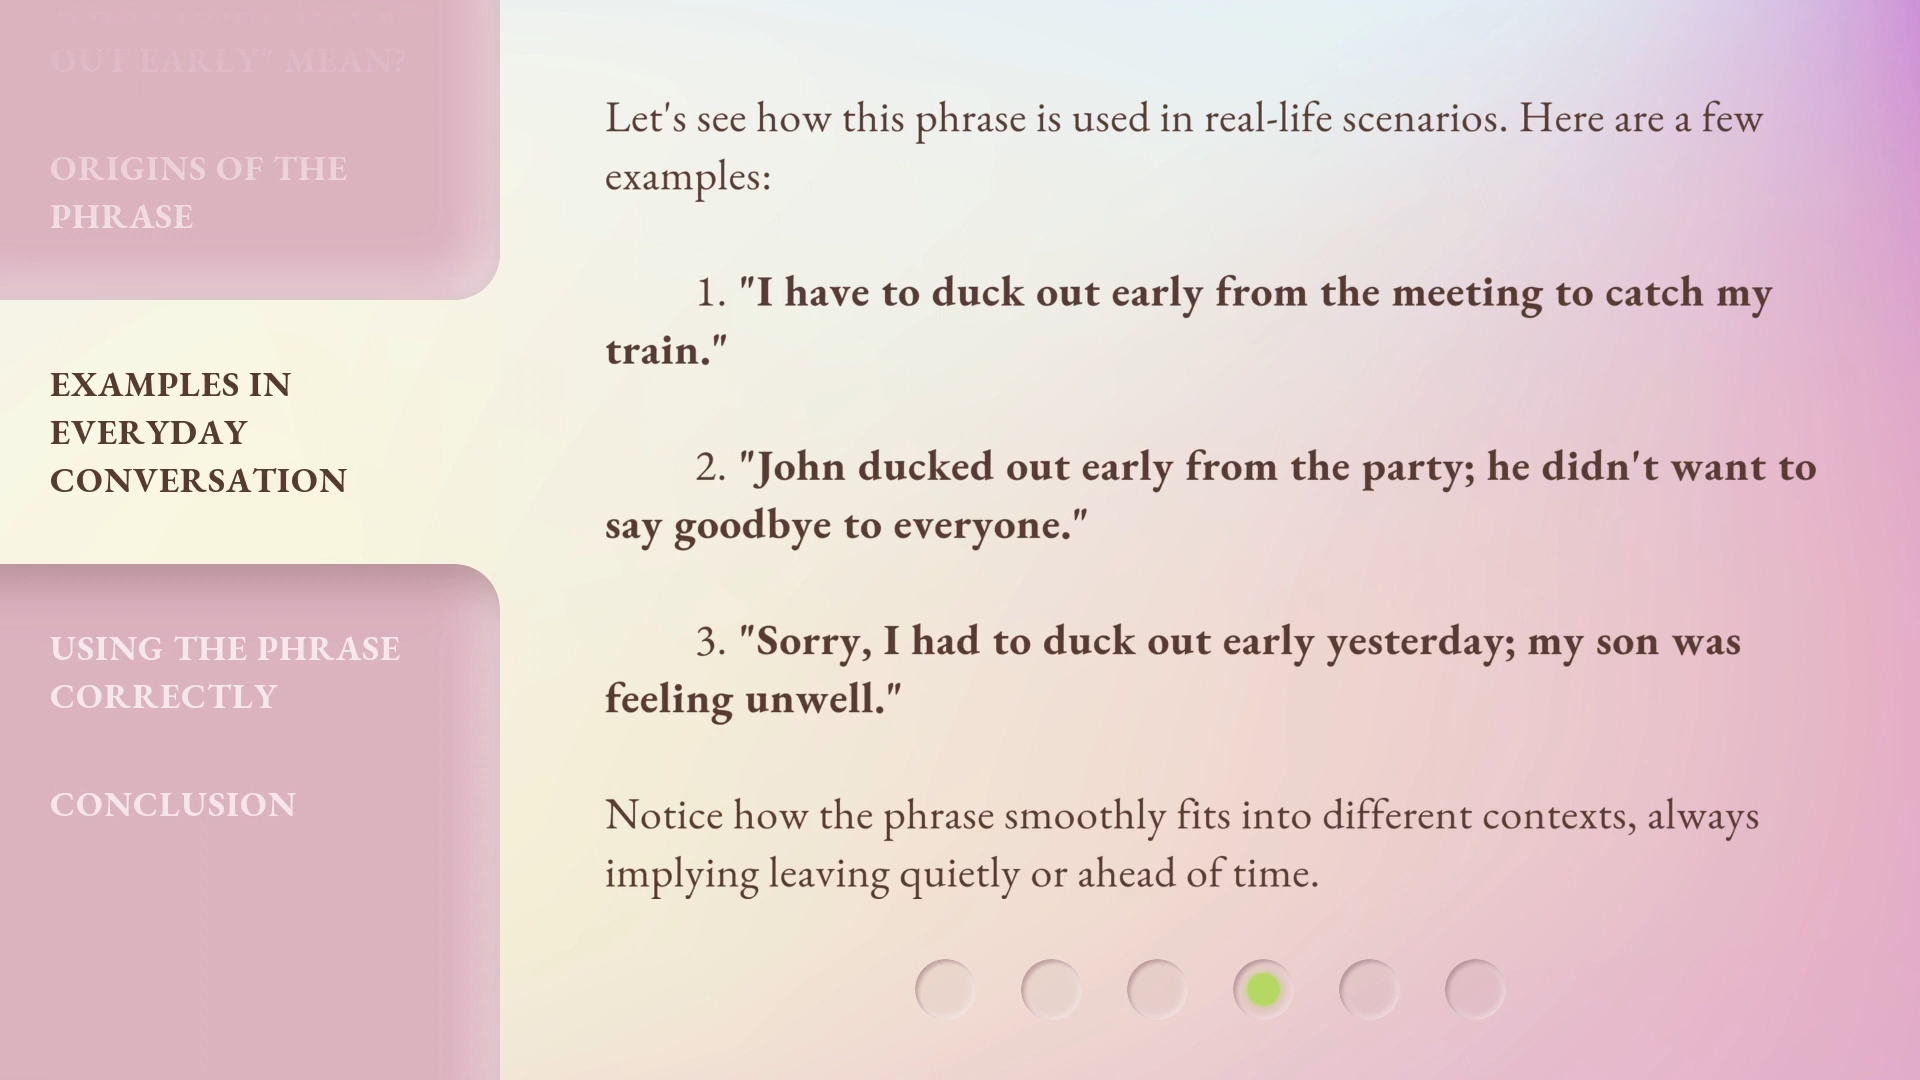 OUT EARLY" MEAN?
ORIGINS OF THE
PHRASE
EXAMPLES IN
EVERYDAY
CONVERSATION
USING THE PHRASE
CORRECTLY
CONCLUSION
Let's see how this phrase is used in real-life scenarios. Here are a few
examples:
1. "I have to duck out early from the meeting to catch my
train."
2. "John ducked out early from the party; he didn't want to
say goodbye to everyone."
3. "Sorry, I had to duck out early yesterday; my son was
feeling unwell."
Notice how the phrase smoothly fits into different contexts, always
implying leaving quietly or ahead of time.